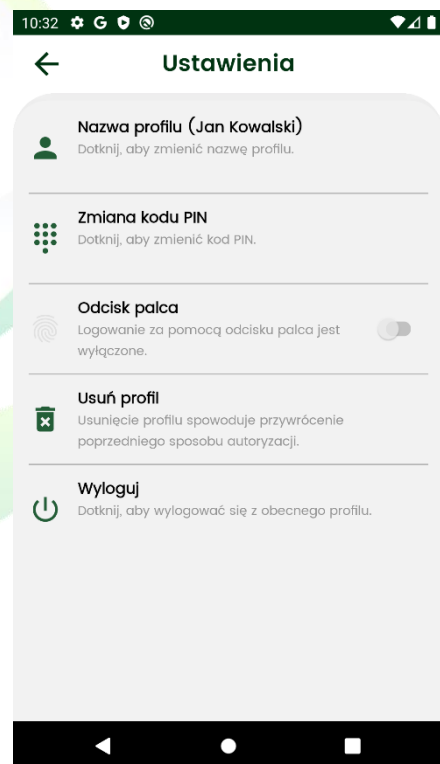 10:32
Ustawienia
Nazwa profilu (Jan Kowalski)
Dotknij, aby zmienić nazwę profilu.
Zmiana kodu PIN
Dotknij, aby zmienić kod PIN.
Odcisk palca
Logowanie za pomocą odcisku palca jest
wyłączone.
Usuń profil
Usunięcie profilu spowoduje przywrócenie
poprzedniego sposobu autoryzacji.
Wyloguj
Dotknij, aby wylogować się z obecnego profilu.